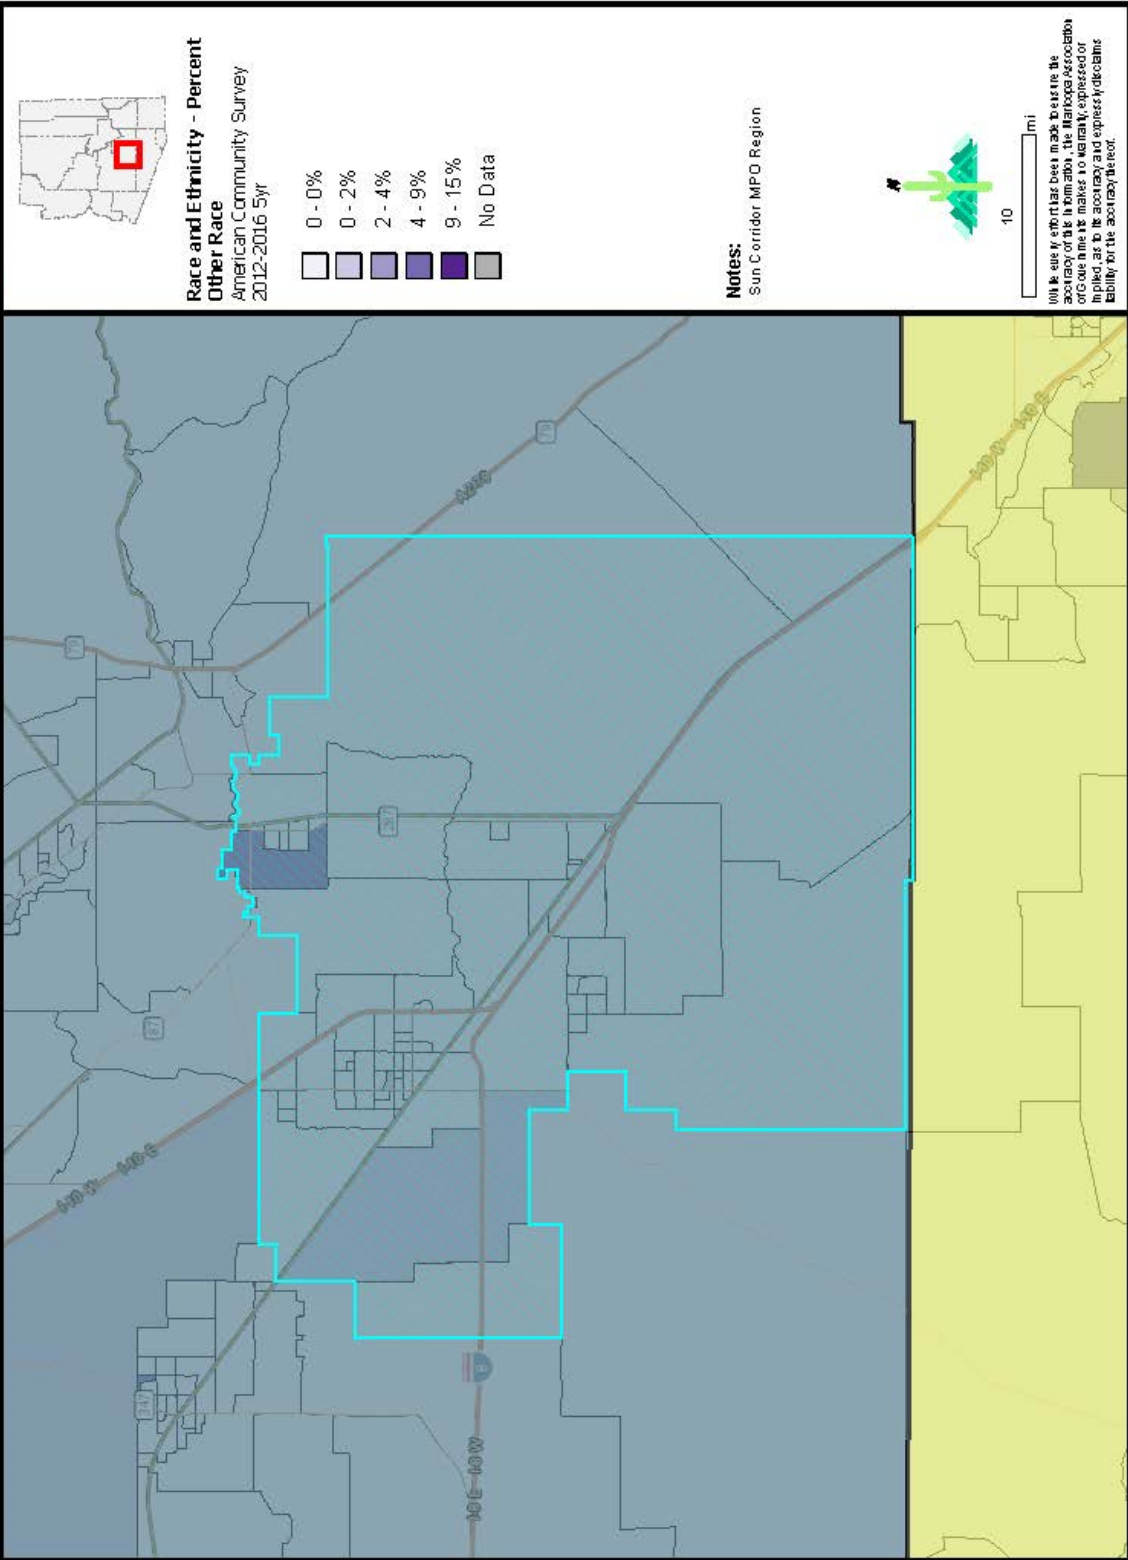 Race and Ethnicity - Percent
Other Race
American Community Survey
2012-2016 5yr
0 - 0%
0 - 2%
2 - 4%
4 - 9%
9 - 15%
No Data
Notes:
Sun Corridor MPO Region
N
10
mi
While every effort has been made to ensure the
accuracy of this information, the Maricopa Association
of Governments makes no warranty, expressed or
implied, as to its accuracy and expressly disclaims
liability for the accuracy thereof.
347
I-10 W
I-10 E
87
79
287
79
8
I-10 W
I-10 E